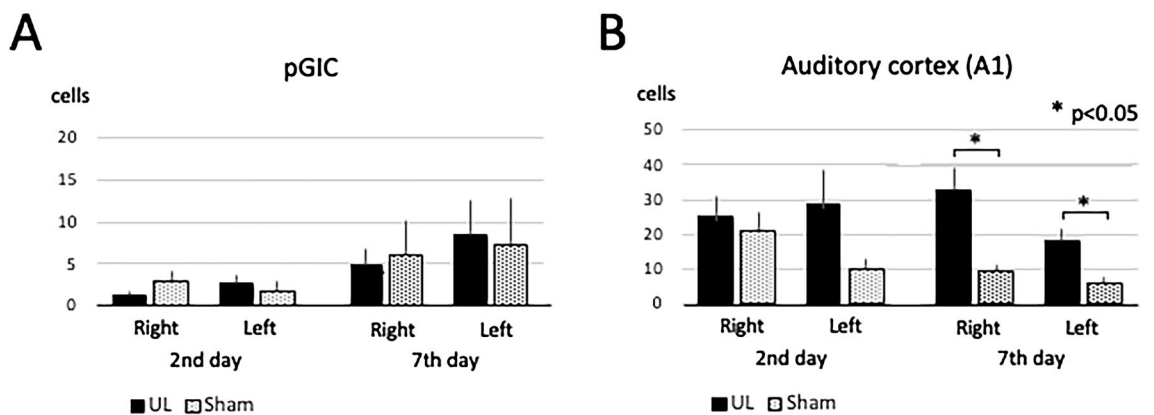 A
pGIC
cells
20
15
10
5
0
Right Left Right Left
2nd day 7th day
UL Sham
B
Auditory cortex (A1)
cells
* p<0.05
50
40
30
20
10
0
*
*
Right Left Right Left
2nd day 7th day
UL Sham